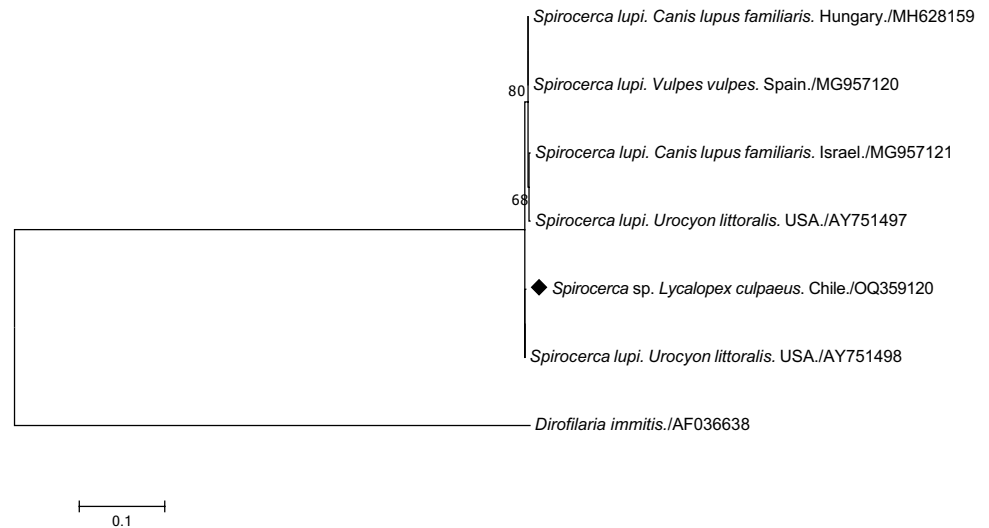 Spirocerca lupi. Canis lupus familiaris. Hungary./MH628159
80
Spirocerca lupi. Vulpes vulpes. Spain./MG957120
Spirocerca lupi. Canis lupus familiaris. Israel./MG957121
68
Spirocerca lupi. Urocyon littoralis. USA./AY751497
Spirocerca sp. Lycalopex culpaeus. Chile./OQ359120
Spirocerca lupi. Urocyon littoralis. USA./AY751498
Dirofilaria immitis./AF036638
0.1